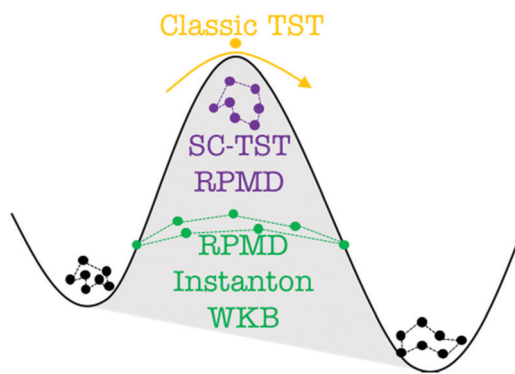 Classic TST
SC-TST
RPMD
RPMD
Instanton
WKB